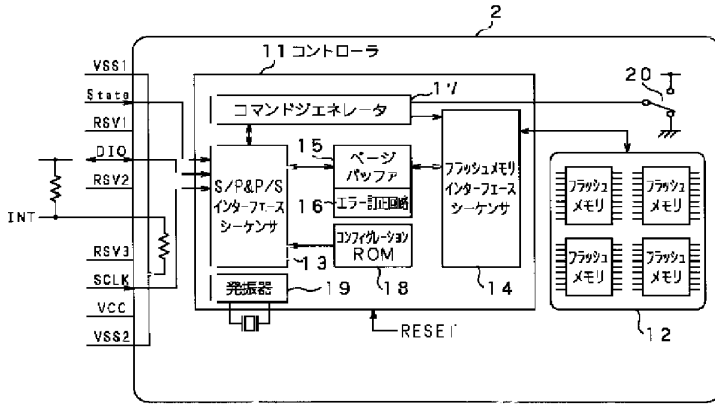 2
11 コントローラ
VSS1
State
RSV1
DIO
RSV2
INT
RSV3
SCLK
VCC
VSS2
17
コマンドジエネレータ
20
S/P&P/S
インターフェース
シーケンサ
13
15
ページ
バッファ
16
エラー訂正回路
コンフィグレーション
ROM
18
フラッシュメモリ
インターフェース
シーケンサ
14
発振器
19
RESET
フラッシュ
メモリ
フラッシュ
メモリ
フラッシュ
メモリ
フラッシュ
メモリ
12